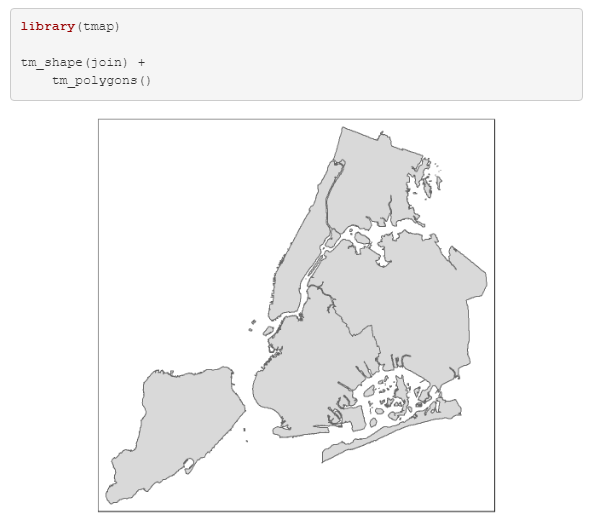 library(tmap)
tm_shape(join) +
    tm_polygons()